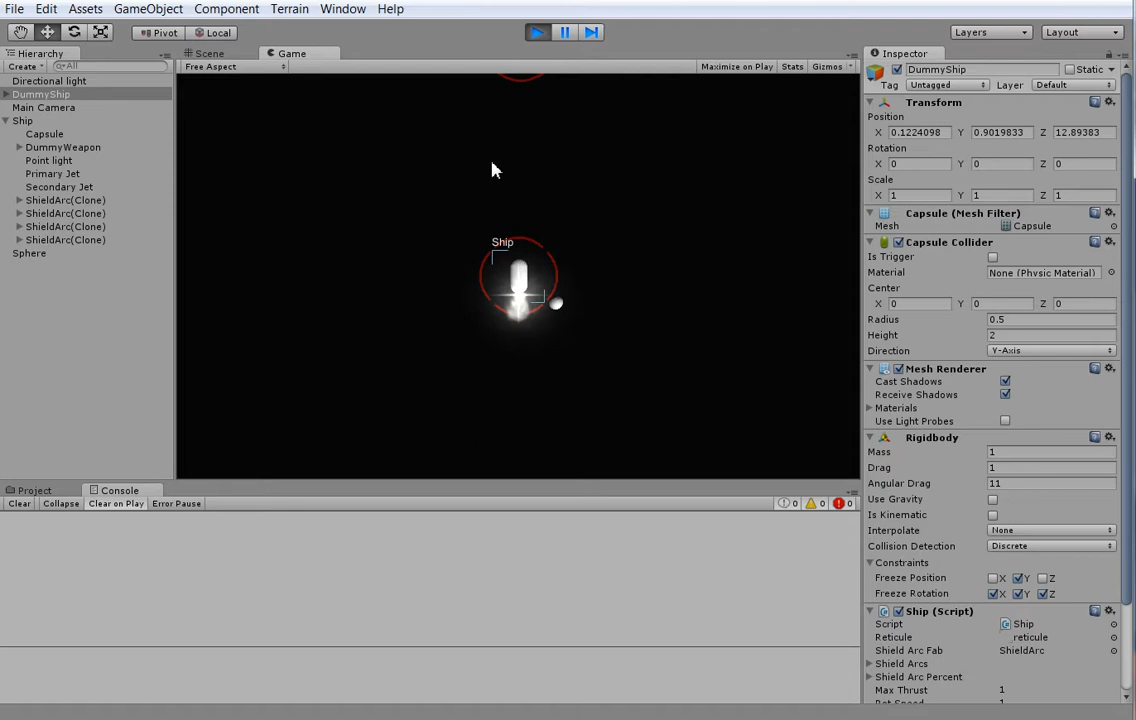 File Edit Assets GameObject Component Terrain Window Help
Pivot Local Layers Layout
Hierarchy Scene Game Inspector
Create All Free Aspect Maximize on Play Stats Gizmos DummyShip Static
Directional light Tag Untagged Layer Default
DummyShip Transform
Main Camera Position
Ship X 0.1224098 Y 0.9019833 Z 12.89383
Capsule Rotation
DummyWeapon X 0 Y 0 Z 0
Point light Scale
Primary Jet X 1 Y 1 Z 1
Secondary Jet Capsule (Mesh Filter)
ShieldArc(Clone) Mesh Capsule
ShieldArc(Clone) Capsule Collider
ShieldArc(Clone) Is Trigger
ShieldArc(Clone) Material None (Physic Material)
Sphere Center
Ship X 0 Y 0 Z 0
Radius 0.5
Height 2
Direction Y-Axis
Mesh Renderer
Cast Shadows
Receive Shadows
Materials
Use Light Probes
Rigidbody
Mass 1
Drag 1
Angular Drag 11
Project Console
Clear Collapse Clear on Play Error Pause 0 0 0
Use Gravity
Is Kinematic
Interpolate None
Collision Detection Discrete
Constraints
Freeze Position X Y Z
Freeze Rotation X Y Z
Ship (Script)
Script Ship
Reticule _reticule
Shield Arc Fab ShieldArc
Shield Arcs
Shield Arc Percent
Max Thrust 1